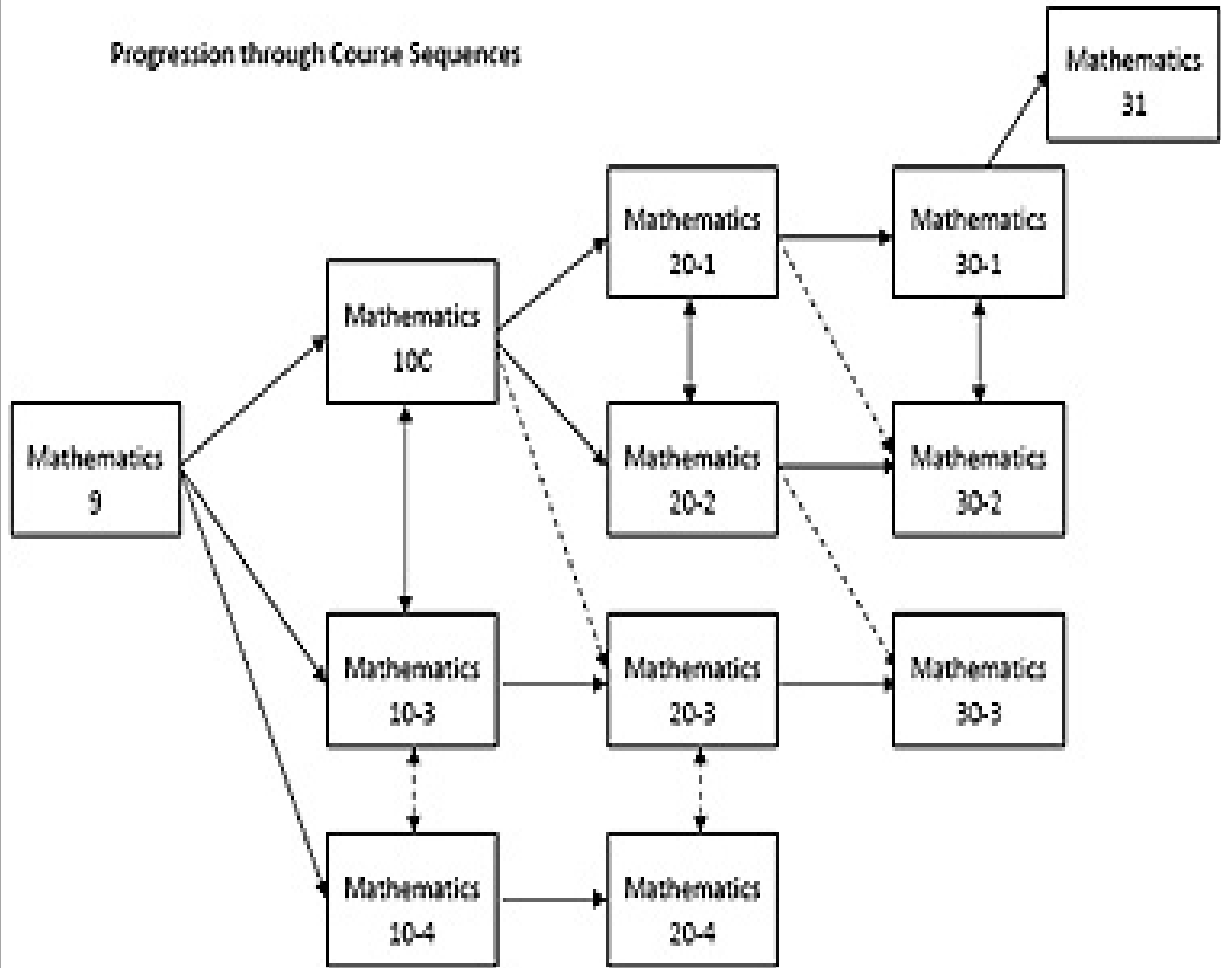 Progression through Course Sequences
Mathematics
31
Mathematics
20-1
Mathematics
30-1
Mathematics
10C
Mathematics
9
Mathematics
20-2
Mathematics
30-2
Mathematics
10-3
Mathematics
20-3
Mathematics
30-3
Mathematics
10-4
Mathematics
20-4